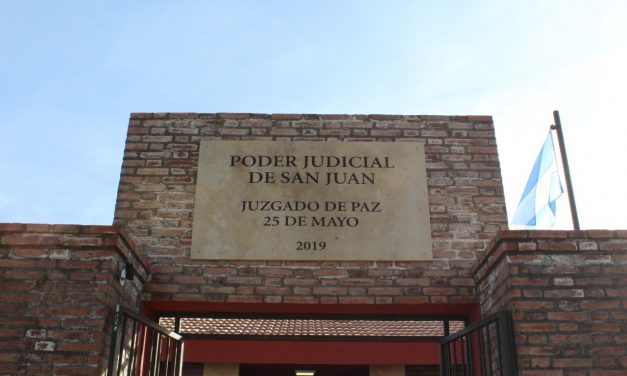 PODER JUDICIAL
DE SAN JUAN
JUZGADO DE PAZ
25 DE MAYO
2019